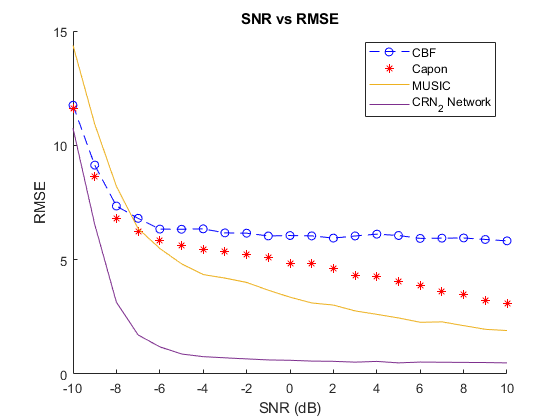 SNR vs RMSE
15
10
5
0
RMSE
-10 -8 -6 -4 -2 0 2 4 6 8 10
SNR (dB)
CBF
Capon
MUSIC
CRN2 Network